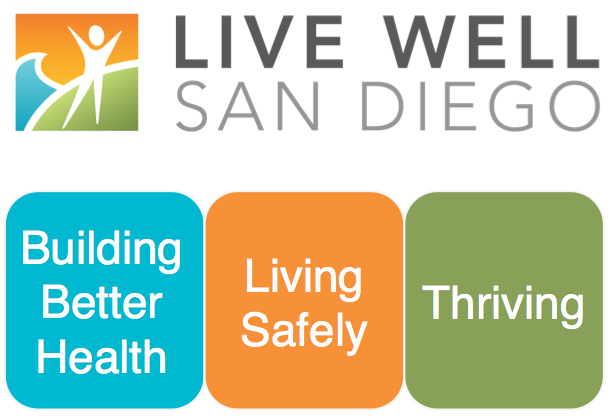 LIVE WELL
SAN DIEGO
Building
Better
Health
Living
Safely
Thriving